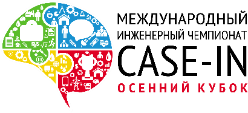 МЕЖДУНАРОДНЫЙ
ИНЖЕНЕРНЫЙ ЧЕМПИОНАТ
CASE-IN
ОСЕННИЙ КУБОК